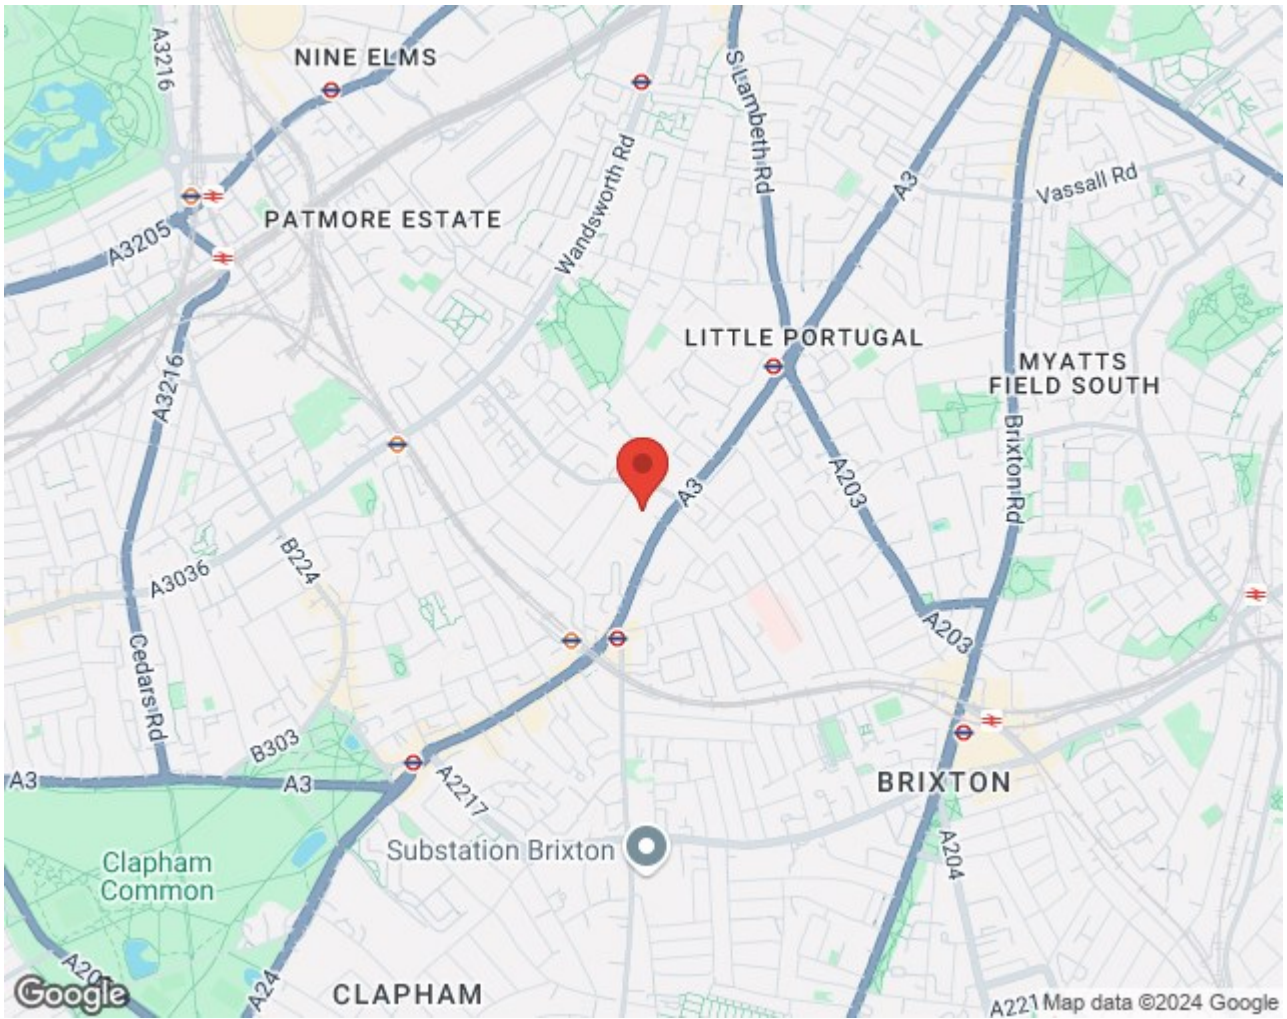 A3216
NINE ELMS
S Lambeth Rd
Wandsworth Rd
A3
Vassall Rd
PATMORE ESTATE
A3205
LITTLE PORTUGAL
MYATTS
FIELD SOUTH
A3216
Brixton Rd
A203
A3
B224
A3036
A203
Cedars Rd
B303
A3
A3
A2217
BRIXTON
Substation Brixton
A204
Clapham
Common
A24
CLAPHAM
Google
Map data ©2024 Google